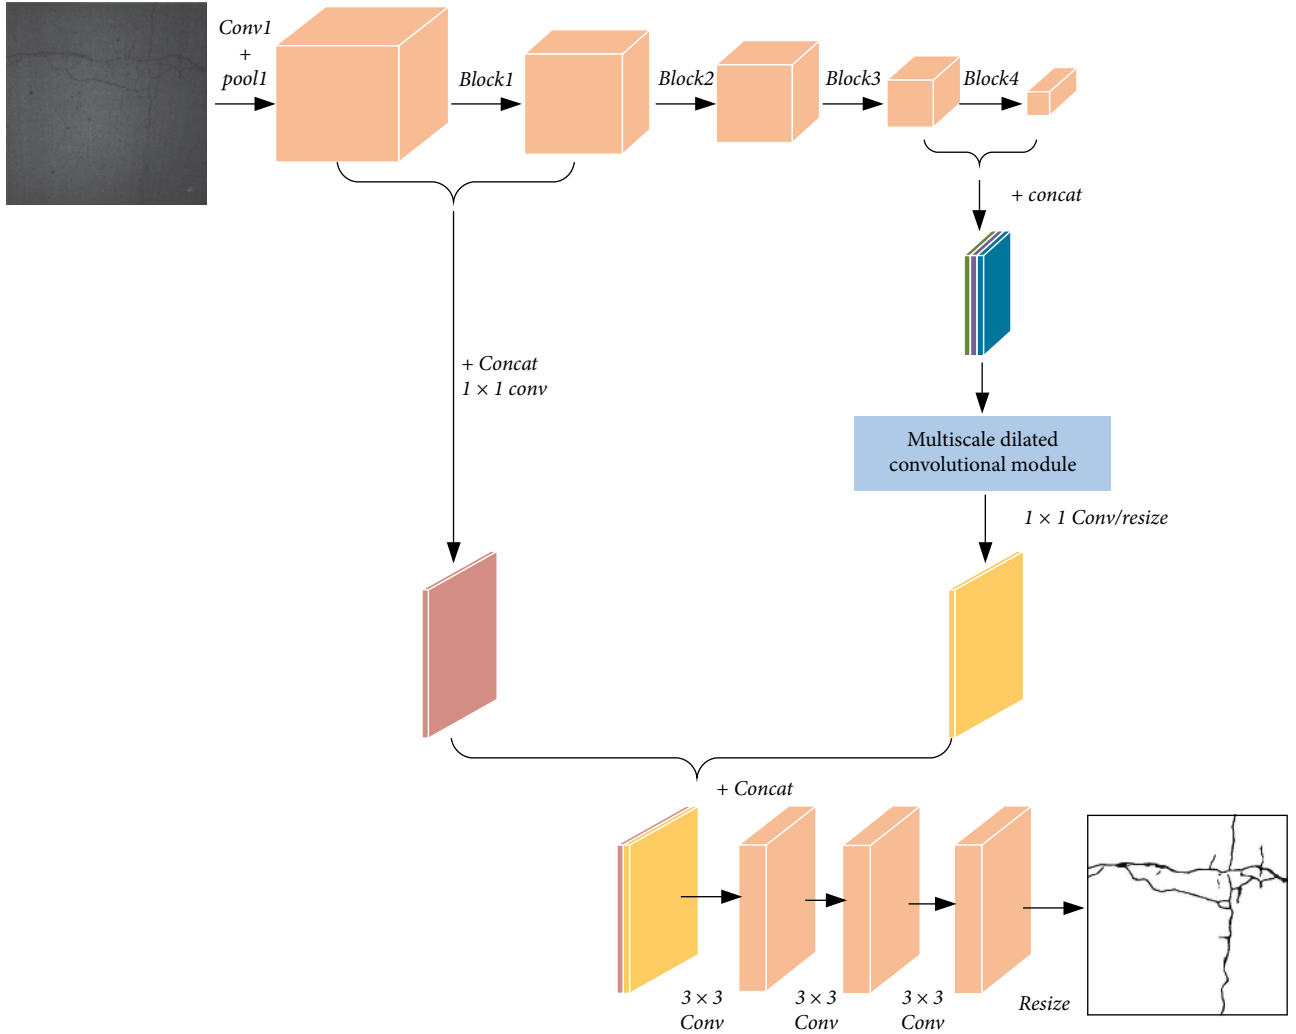 Conv1
+
pool1
Block1
Block2
Block3
Block4
+ concat
+ Concat
1 × 1 conv
Multiscale dilated
convolutional module
1 × 1 Conv/resize
+ Concat
3 × 3
Conv
3 × 3
Conv
3 × 3
Conv
Resize